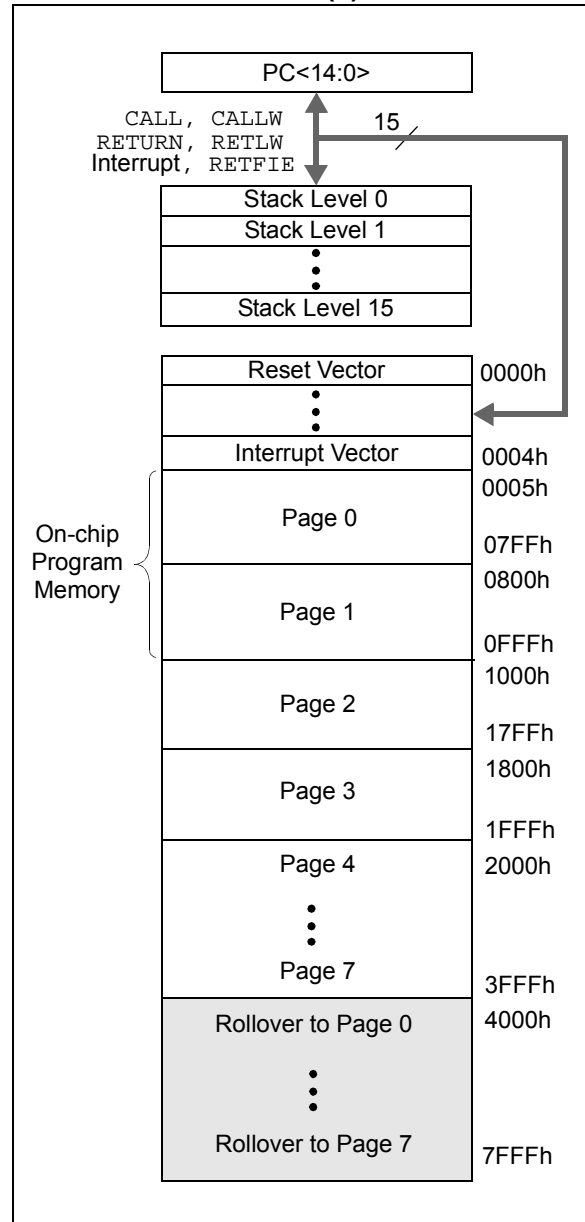 PC<14:0>
CALL, CALLW
15
RETURN, RETLW
Interrupt, RETFIE
Stack Level 0
Stack Level 1
Stack Level 15
Reset Vector
0000h
Interrupt Vector
0004h
0005h
On-chip
Program
Memory
Page 0
07FFh
0800h
Page 1
0FFFh
1000h
Page 2
17FFh
1800h
Page 3
1FFFh
Page 4
2000h
Page 7
3FFFh
Rollover to Page 0
4000h
Rollover to Page 7
7FFFh